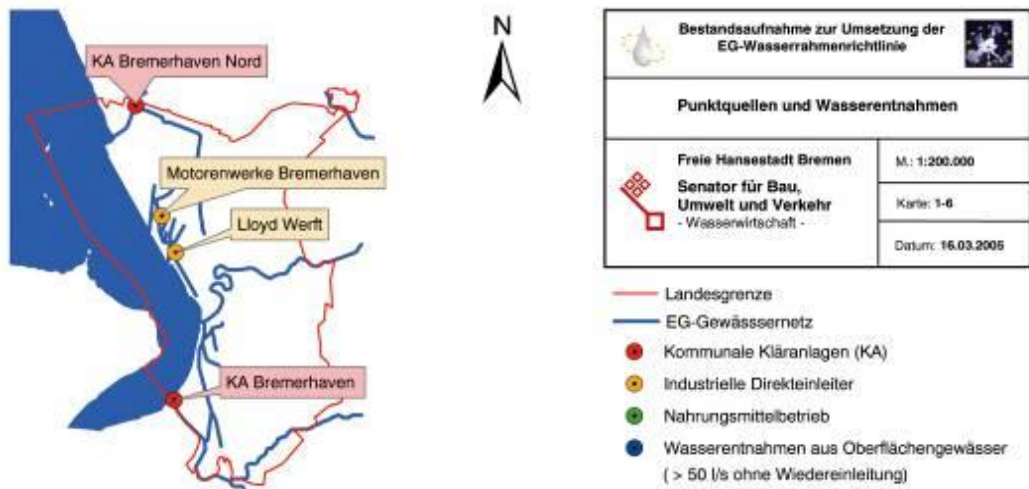 KA Bremerhaven Nord
Motorenwerke Bremerhaven
Lloyd Werft
KA Bremerhaven
N
Bestandsaufnahme zur Umsetzung der
EG-Wasserrahmenrichtlinie
Punktquellen und Wasserentnahmen
Freie Hansestadt Bremen
Senator für Bau,
Umwelt und Verkehr
- Wasserwirtschaft -
M.: 1:200.000
Karte: 1-6
Datum: 16.03.2005
Landesgrenze
EG-Gewässsernetz
Kommunale Kläranlagen (KA)
Industrielle Direkteinleiter
Nahrungsmittelbetrieb
Wasserentnahmen aus Oberflächengewässer
( > 50 l/s ohne Wiedereinleitung)